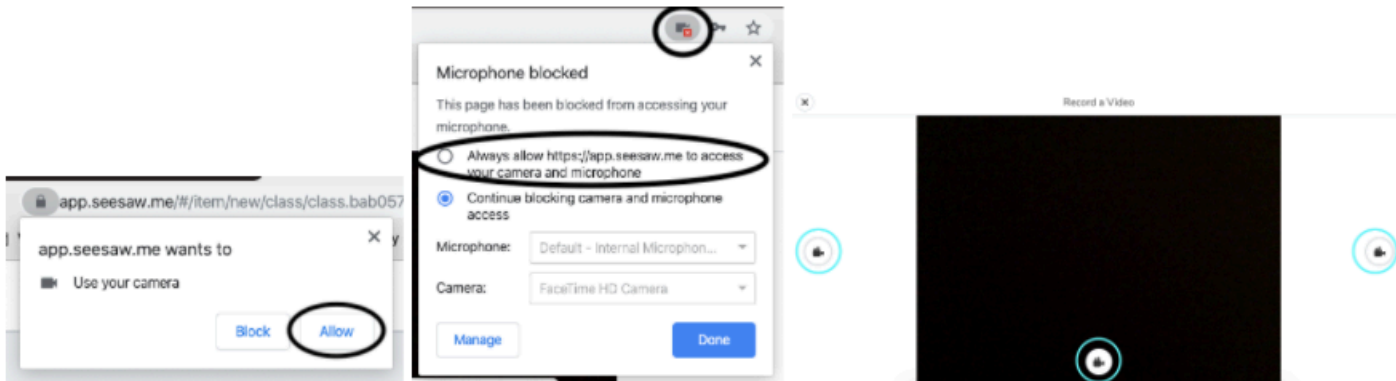 app.seesaw.me/#/item/new/class/class.bab057
app.seesaw.me wants to
Use your camera
Block
Allow
Microphone blocked
This page has been blocked from accessing your
microphone.
Always allow https://app.seesaw.me to access
your camera and microphone
Continue blocking camera and microphone
access
Microphone:
Default - Internal Microphon...
Camera:
FaceTime HD Camera
Manage
Done
Record a Video